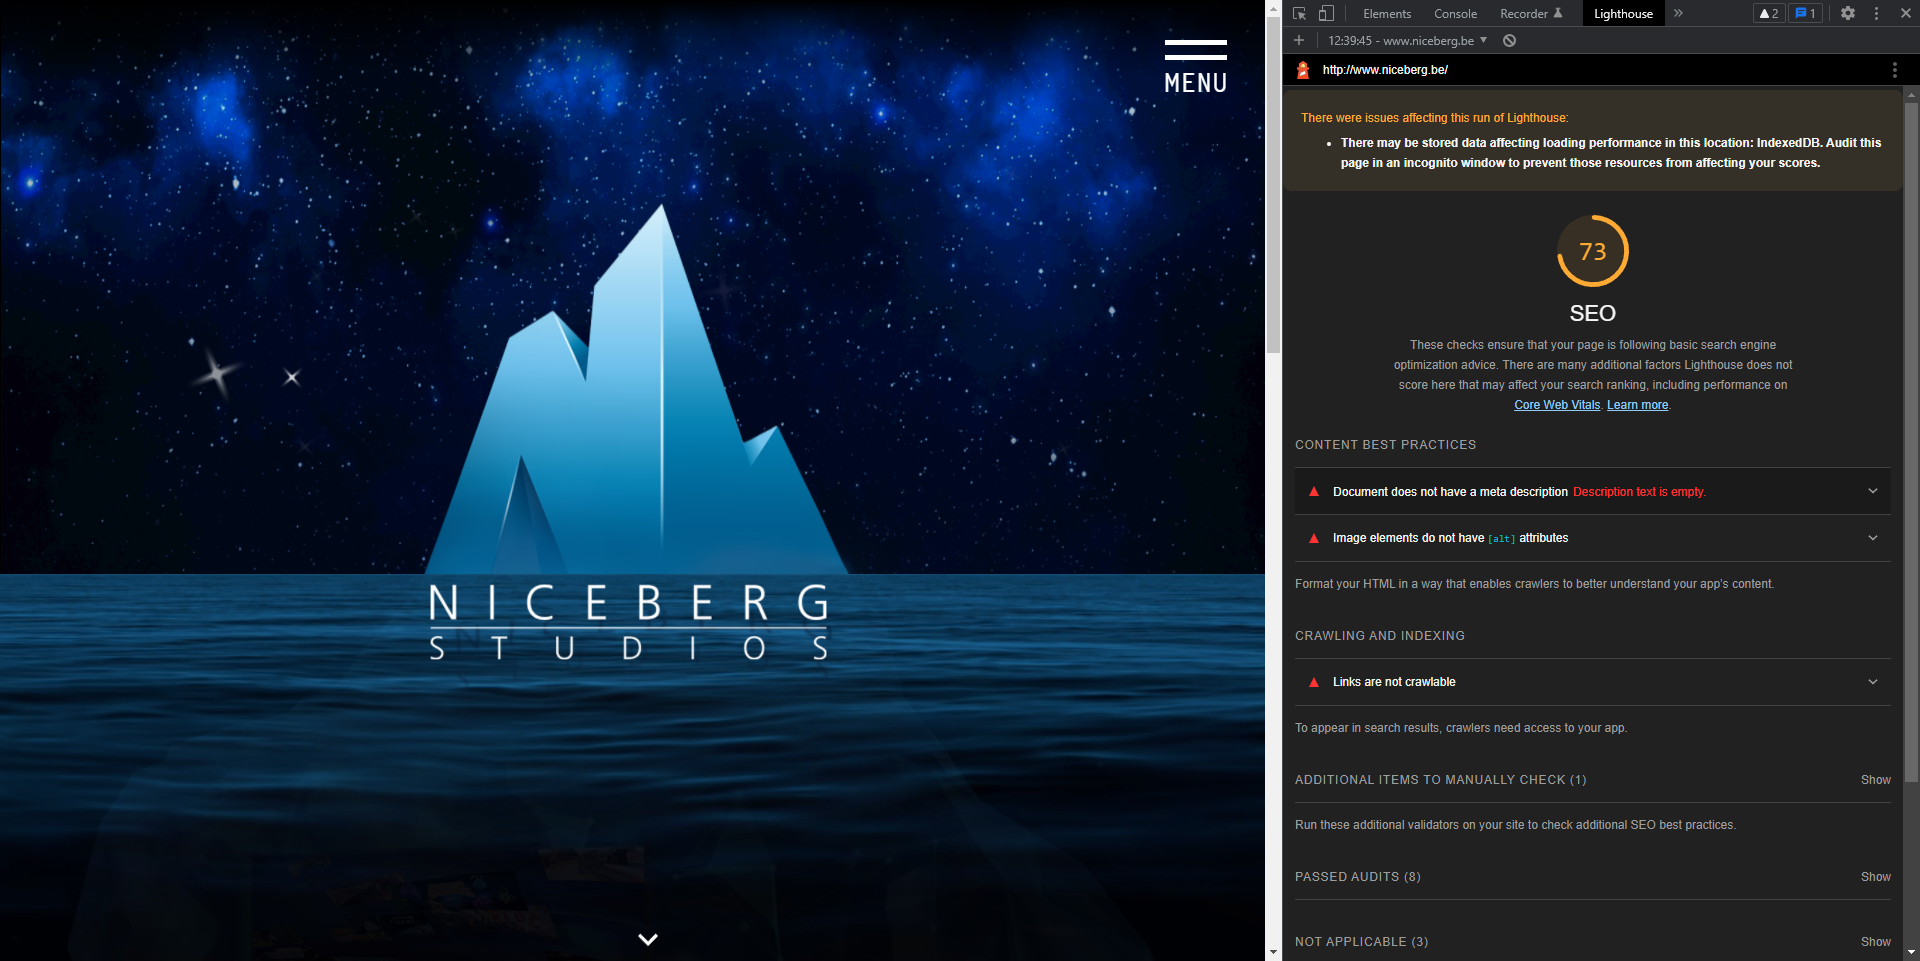 MENU
NICEBERG
STUDIOS
Elements
Console
Recorder
Lighthouse
2
1
12:39:45 - www.niceberg.be
http://www.niceberg.be/
There were issues affecting this run of Lighthouse:
There may be stored data affecting loading performance in this location: IndexedDB. Audit this
page in an incognito window to prevent those resources from affecting your scores.
73
SEO
These checks ensure that your page is following basic search engine
optimization advice. There are many additional factors Lighthouse does not
score here that may affect your search ranking, including performance on
Core Web Vitals. Learn more.
CONTENT BEST PRACTICES
Document does not have a meta description Description text is empty.
Image elements do not have [alt] attributes
Format your HTML in a way that enables crawlers to better understand your app's content.
CRAWLING AND INDEXING
Links are not crawlable
To appear in search results, crawlers need access to your app.
ADDITIONAL ITEMS TO MANUALLY CHECK (1)
Show
Run these additional validators on your site to check additional SEO best practices.
PASSED AUDITS (8)
Show
NOT APPLICABLE (3)
Show